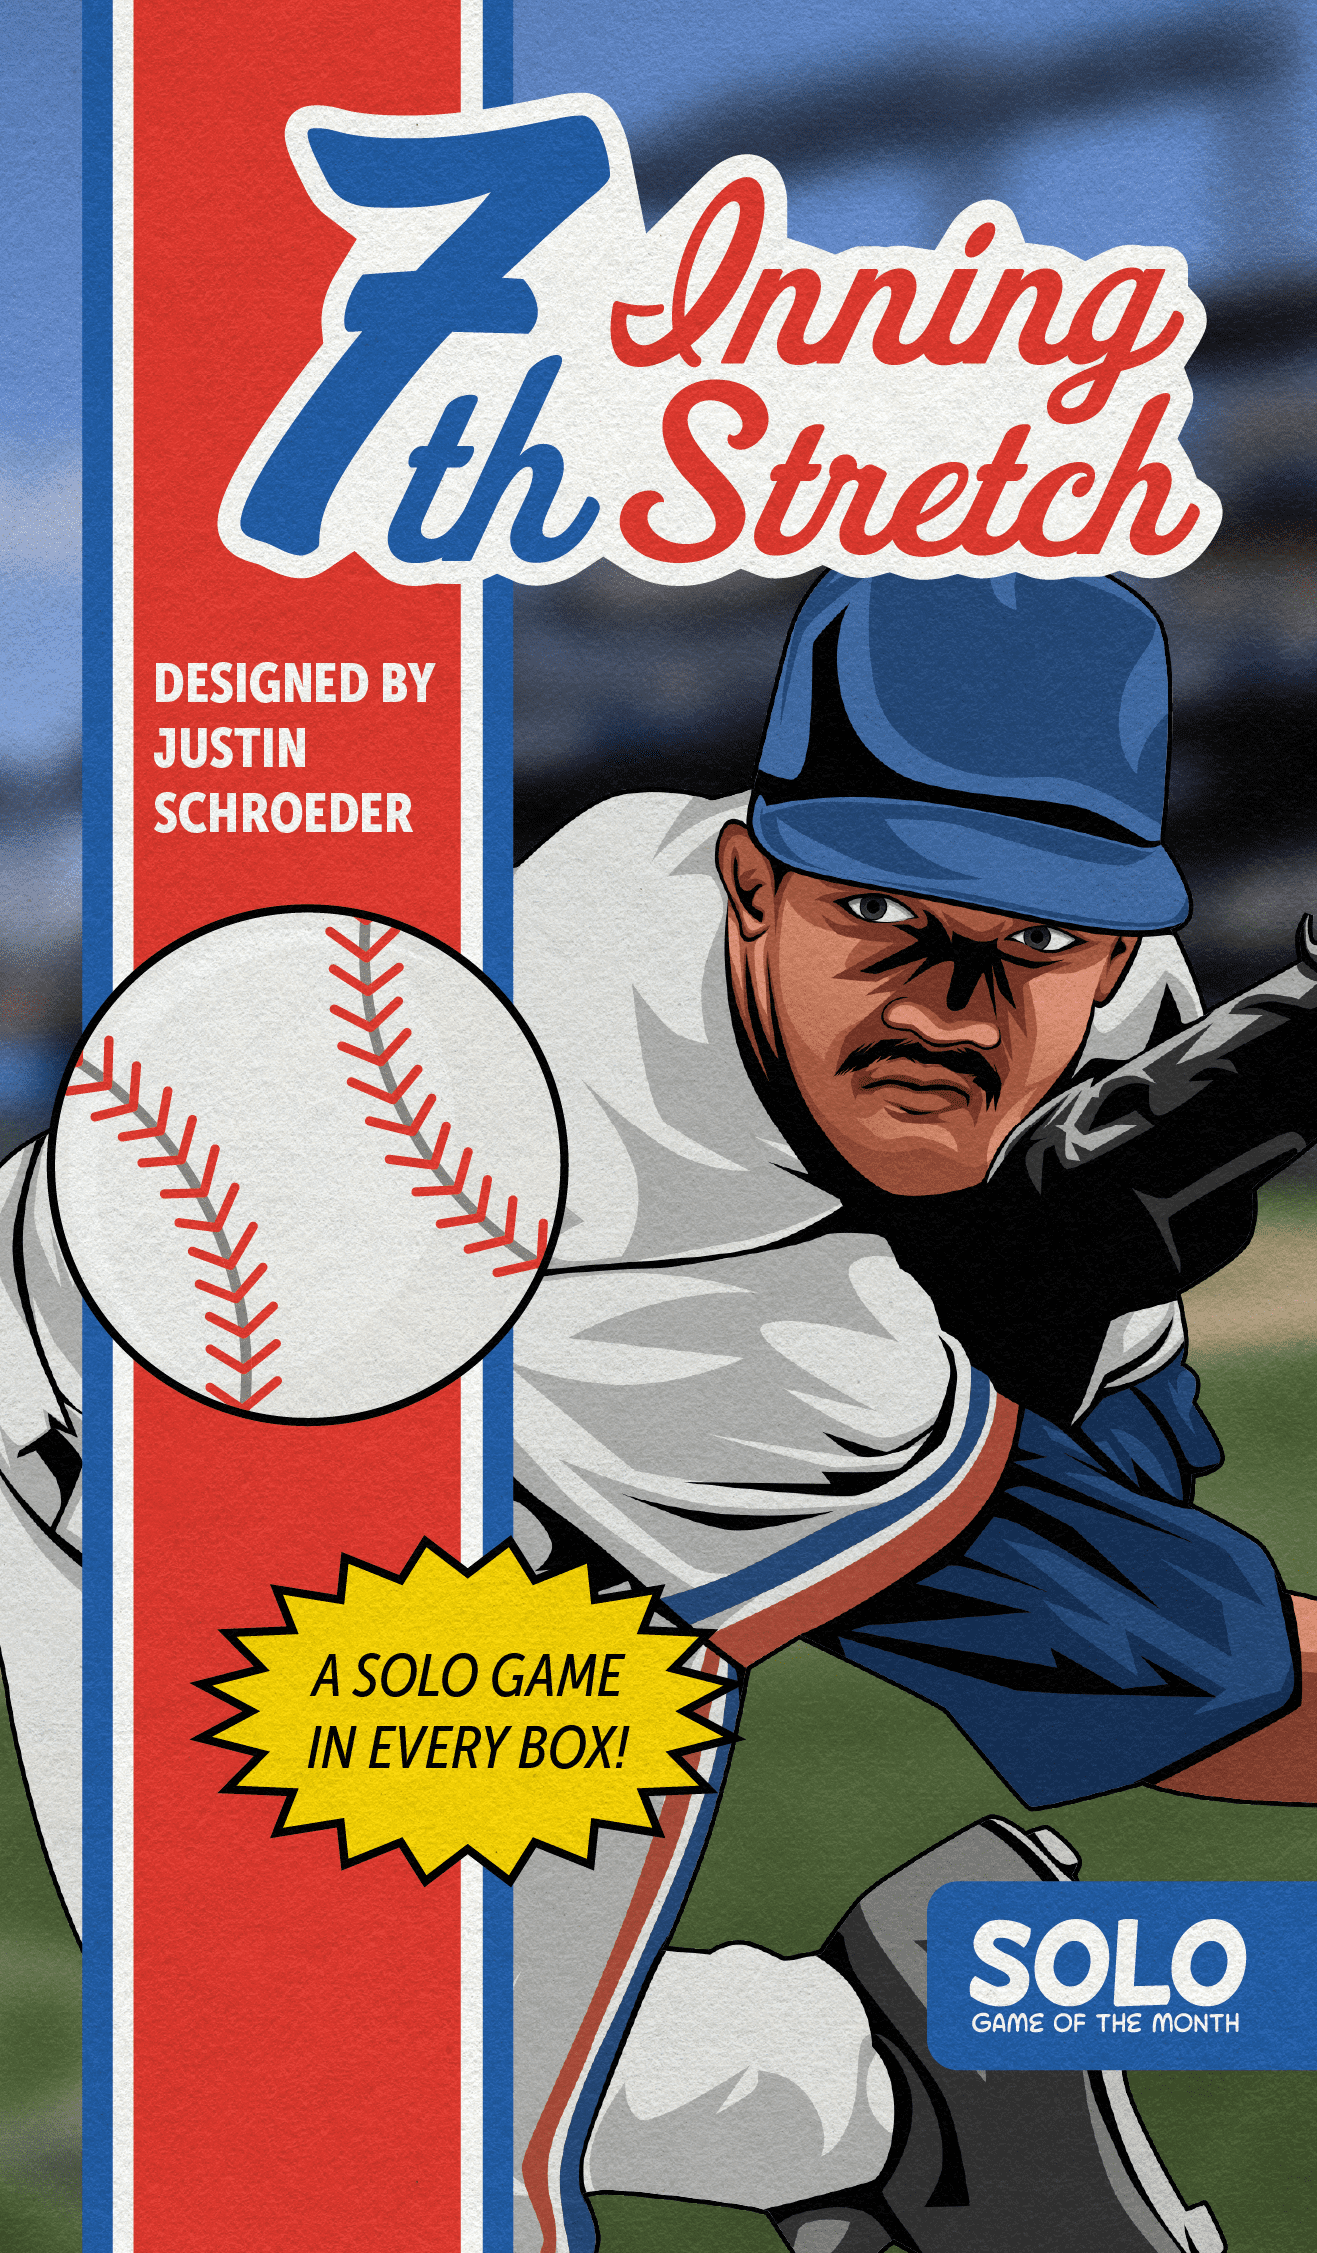 7th Inning
Stretch
DESIGNED BY
JUSTIN
SCHROEDER
A SOLO GAME
IN EVERY BOX!
SOLO
GAME OF THE MONTH